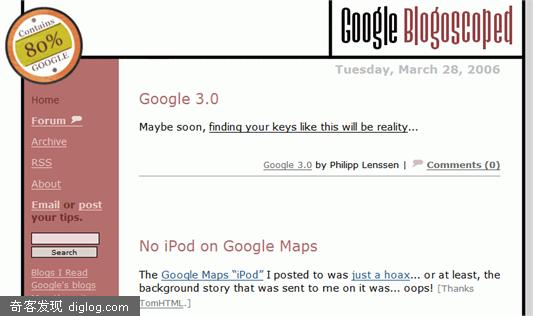 Contains
80%
GOOGLE
Google Blogoscoped
Tuesday, March 28, 2006
Home
Forum
Archive
RSS
About
Email or post
your tips.
Search
Blogs I Read
Google's blogs
Google 3.0
Maybe soon, finding your keys like this will be reality...
Google 3.0 by Philipp Lenssen | Comments (0)
No iPod on Google Maps
The Google Maps “iPod” I posted to was just a hoax... or at least, the
background story that was sent to me on it was... oops! [Thanks
TomHTML.]
奇客发现 diglog.com